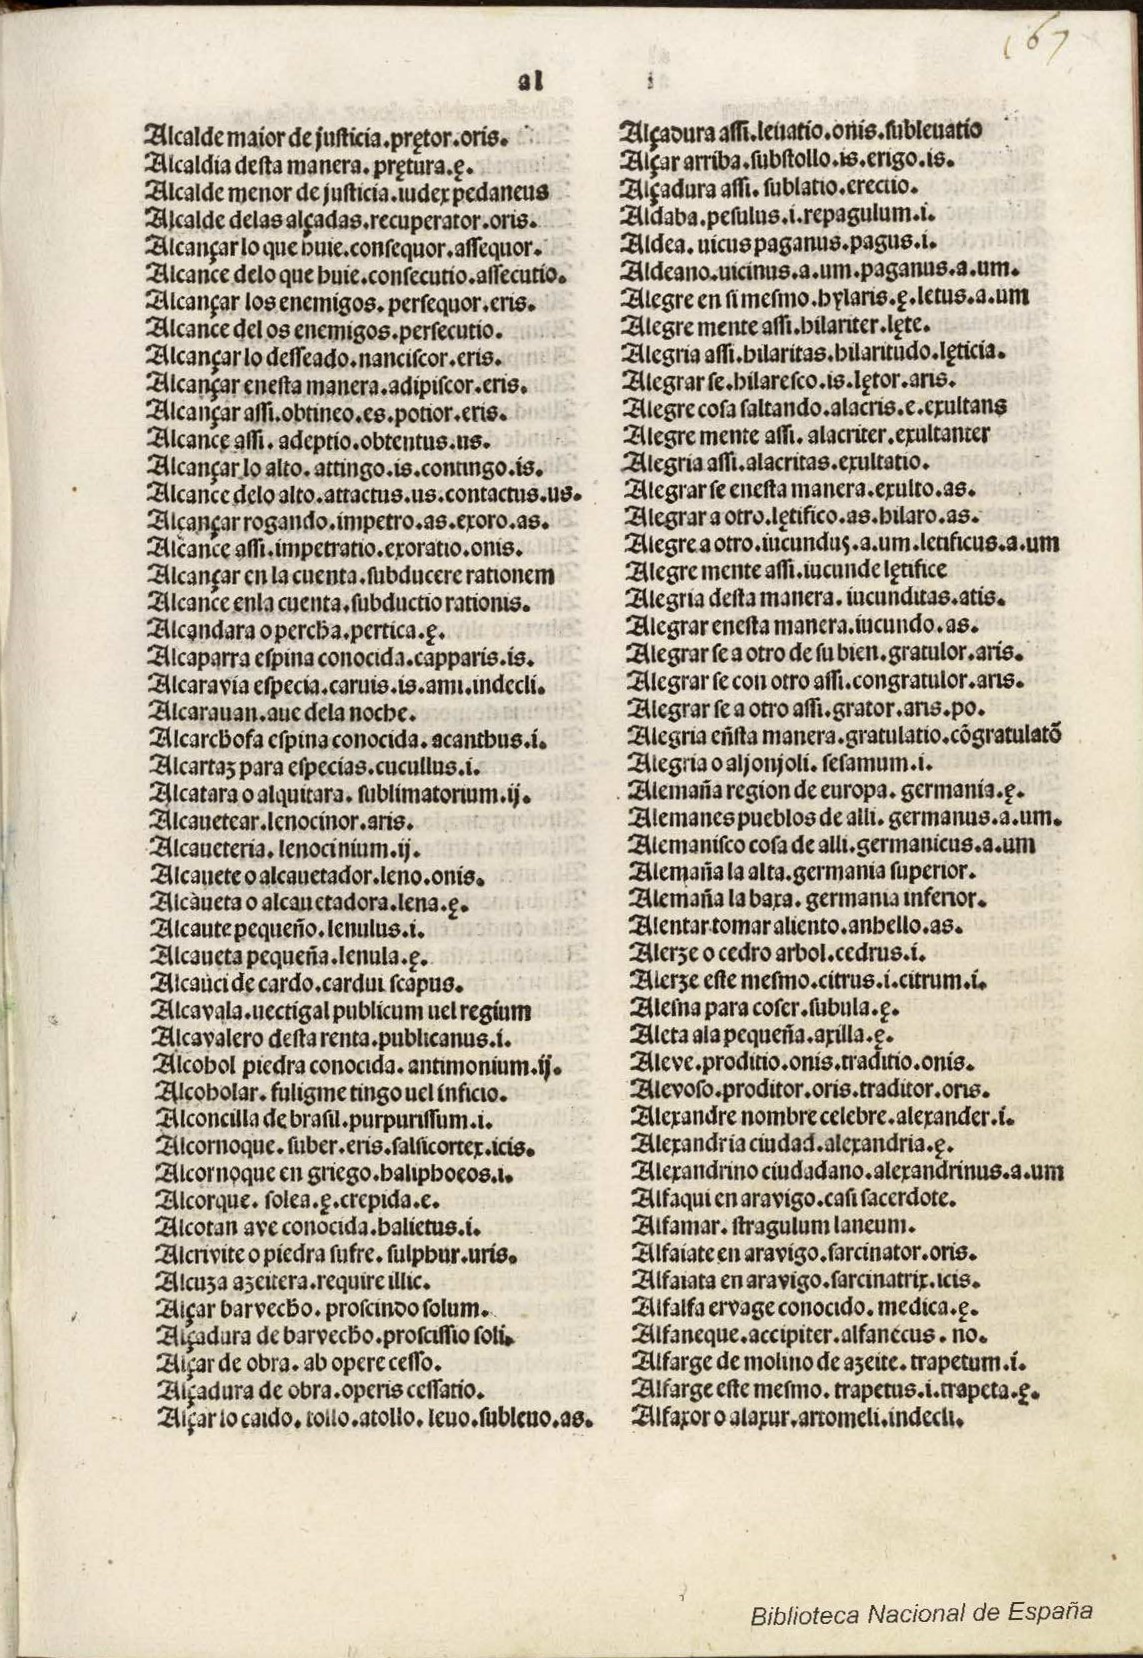 167
al
i
Alcalde maior de justicia.prętor.oris.
Alcaldia desta manera.prętura.ę.
Alcalde menor de justicia.iudex pedaneus
Alcalde delas alçadas.recuperator.oris.
Alcançar lo que huie.consequor.assequor.
Alcance delo que huie.consecutio.assecutio.
Alcançar los enemigos.persequor.eris.
Alcance del os enemigos.persecutio.
Alcançar lo desseado.nanciscor.eris.
Alcançar enesta manera.adipiscor.eris.
Alcançar assi.obtineo.es.potior.eris.
Alcance assi.adeptio.obtentus.us.
Alcançar lo alto.attingo.is.contingo.is.
Alcance delo alto.attactus.us.contactus.us.
Alcançar rogando.impetro.as.exoro.as.
Alcance assi.impetratio.exoratio.onis.
Alcançar en la cuenta.subducere rationem
Alcance enla cuenta.subductio rationis.
Alcandara o percha.pertica.ę.
Alcaparra espina conocida.capparis.is.
Alcaravia especia.caruis.is.ami.indecli.
Alcarauan.aue dela noche.
Alcarchofa espina conocida.acanthus.i.
Alcartaz para especias.cucullus.i.
Alcatara o alquitara.sublimatorium.ij.
Alcauetear.lenocinor.aris.
Alcaueteria.lenocinium.ij.
Alcauete o alcauetador.leno.onis.
Alcaueta o alcauetadora.lena.ę.
Alcaute pequeño.lenulus.i.
Alcaueta pequeña.lenula.ę.
Alcauci de cardo.cardui scapus.
Alcavala.uectigal publicum uel regium
Alcavalero desta renta.publicanus.i.
Alcohol piedra conocida.antimonium.ij.
Alcoholar.fuligine tingo uel inficio.
Alconcilla de brasil.purpurissum.i.
Alcornoque.suber.eris.salsicortex.icis.
Alcornoque en griego.haliphoeos.i.
Alcorque.solea.ę.crepida.e.
Alcotan ave conocida.halietus.i.
Alcrivite o piedra sufre.sulphur.uris.
Alcuza azeitera.require illic.
Alçar barvecho.proscindo solum.
Alçadura de barvecho.proscissio soli.
Alçar de obra.ab opere cesso.
Alçadura de obra.operis cessatio.
Alçar lo caido.tollo.atollo.leuo.subleuo.as.
Alçadura assi.leuatio.onis.subleuatio
Alçar arriba.substollo.is.erigo.is.
Alçadura assi.sublatio.erectio.
Aldaba.pesulus.i.repagulum.i.
Aldea.uicus paganus.pagus.i.
Aldeano.uicinus.a.um.paganus.a.um.
Alegre en si mesmo.hylaris.ę.letus.a.um
Alegre mente assi.hilariter.lęte.
Alegria assi.hilaritas.hilaritudo.lęticia.
Alegrar se.hilaresco.is.lętor.aris.
Alegre cosa saltando.alacris.e.exultans
Alegre mente assi.alacriter.exultanter
Alegria assi.alacritas.exultatio.
Alegrar se enesta manera.exulto.as.
Alegrar a otro.lętifico.as.hilaro.as.
Alegre a otro.iucundus.a.um.letificus.a.um
Alegre mente assi.iucunde lętifice
Alegria desta manera.iucunditas.atis.
Alegrar enesta manera.iucundo.as.
Alegrar se a otro de su bien.gratulor.aris.
Alegrar se con otro assi.congratulor.aris.
Alegrar se a otro assi.grator.aris.po.
Alegria eñsta manera.gratulatio.cõgratulatõ
Alegria o aljonjoli.sesamum.i.
Alemaña region de europa.germania.ę.
Alemanes pueblos de alli.germanus.a.um.
Alemanisco cosa de alli.germanicus.a.um
Alemaña la alta.germania superior.
Alemaña la baxa.germania inferior.
Alentar tomar aliento.anhello.as.
Alerze o cedro arbol.cedrus.i.
Alerze este mesmo.citrus.i.citrum.i.
Alesna para coser.subula.ę.
Aleta ala pequeña.axilla.ę.
Aleve.proditio.onis.traditio.onis.
Alevoso.proditor.oris.traditor.oris.
Alexandre nombre celebre.alexander.i.
Alexandria ciudad.alexandria.ę.
Alexandrino ciudadano.alexandrinus.a.um
Alfaqui en aravigo.casi sacerdote.
Alfamar.stragulum laneum.
Alfaiate en aravigo.sarcinator.oris.
Alfaiata en aravigo.sarcinatrix.icis.
Alfalfa ervage conocido.medica.ę.
Alfaneque.accipiter.alfanecus.no.
Alfarge de molino de azeite.trapetum.i.
Alfarge este mesmo.trapetus.i.trapeta.ę.
Alfaxor o alaxur.artomeli.indecli.
Biblioteca Nacional de España